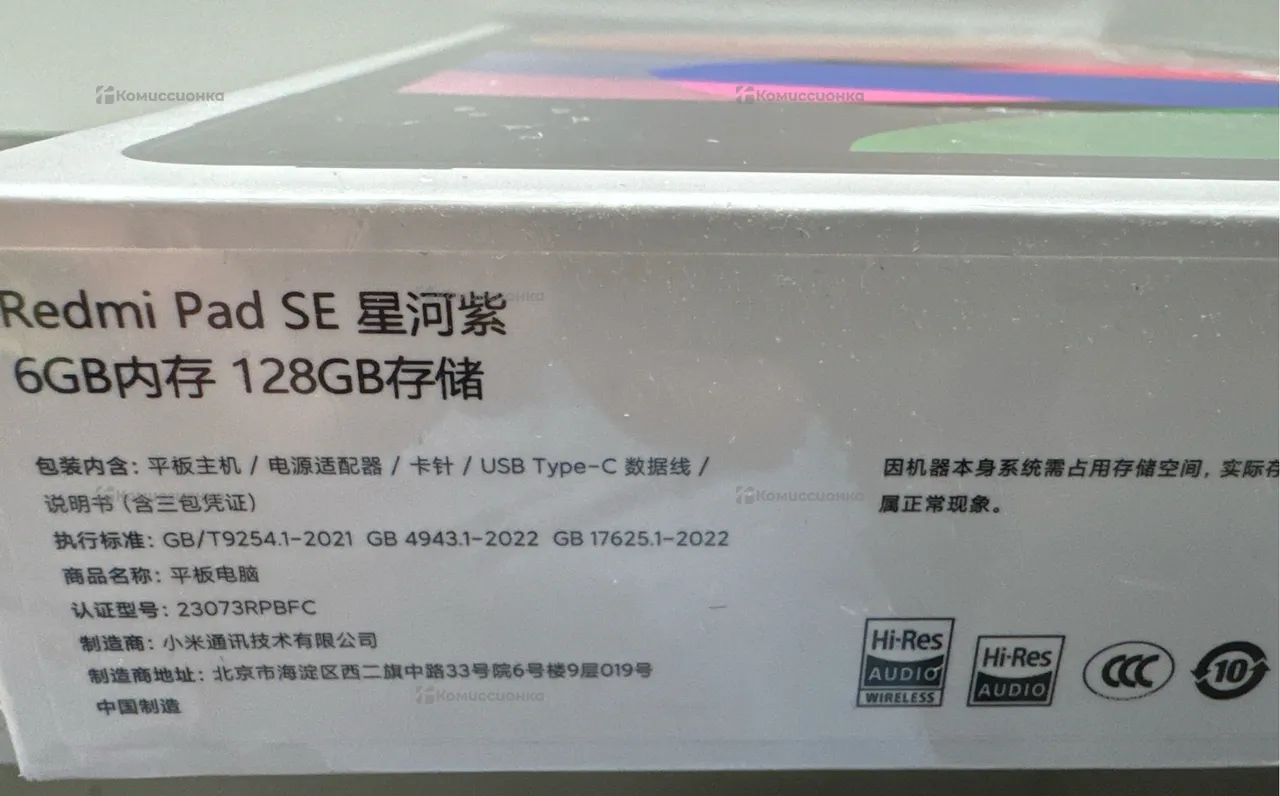 Комиссионка
Комиссионка
Redmi Pad SE 星河紫
Комиссионка
6GB内存 128GB存储
包装内含：平板主机 / 电源适配器 / 卡针 / USB Type-C 数据线 /
说明书（含三包凭证）
Комиссионка
Комиссионка
执行标准：GB/T9254.1-2021 GB 4943.1-2022 GB 17625.1-2022
商品名称：平板电脑
认证型号：23073RPBFC
制造商：小米通讯技术有限公司
制造商地址：北京市海淀区西二旗中路33号院6号楼9层019号
中国制造
Комиссионка
因机器本身系统需占用存储空间，实际存
属正常现象。
Hi-Res
AUDIO
WIRELESS
Hi-Res
AUDIO
CCC
10